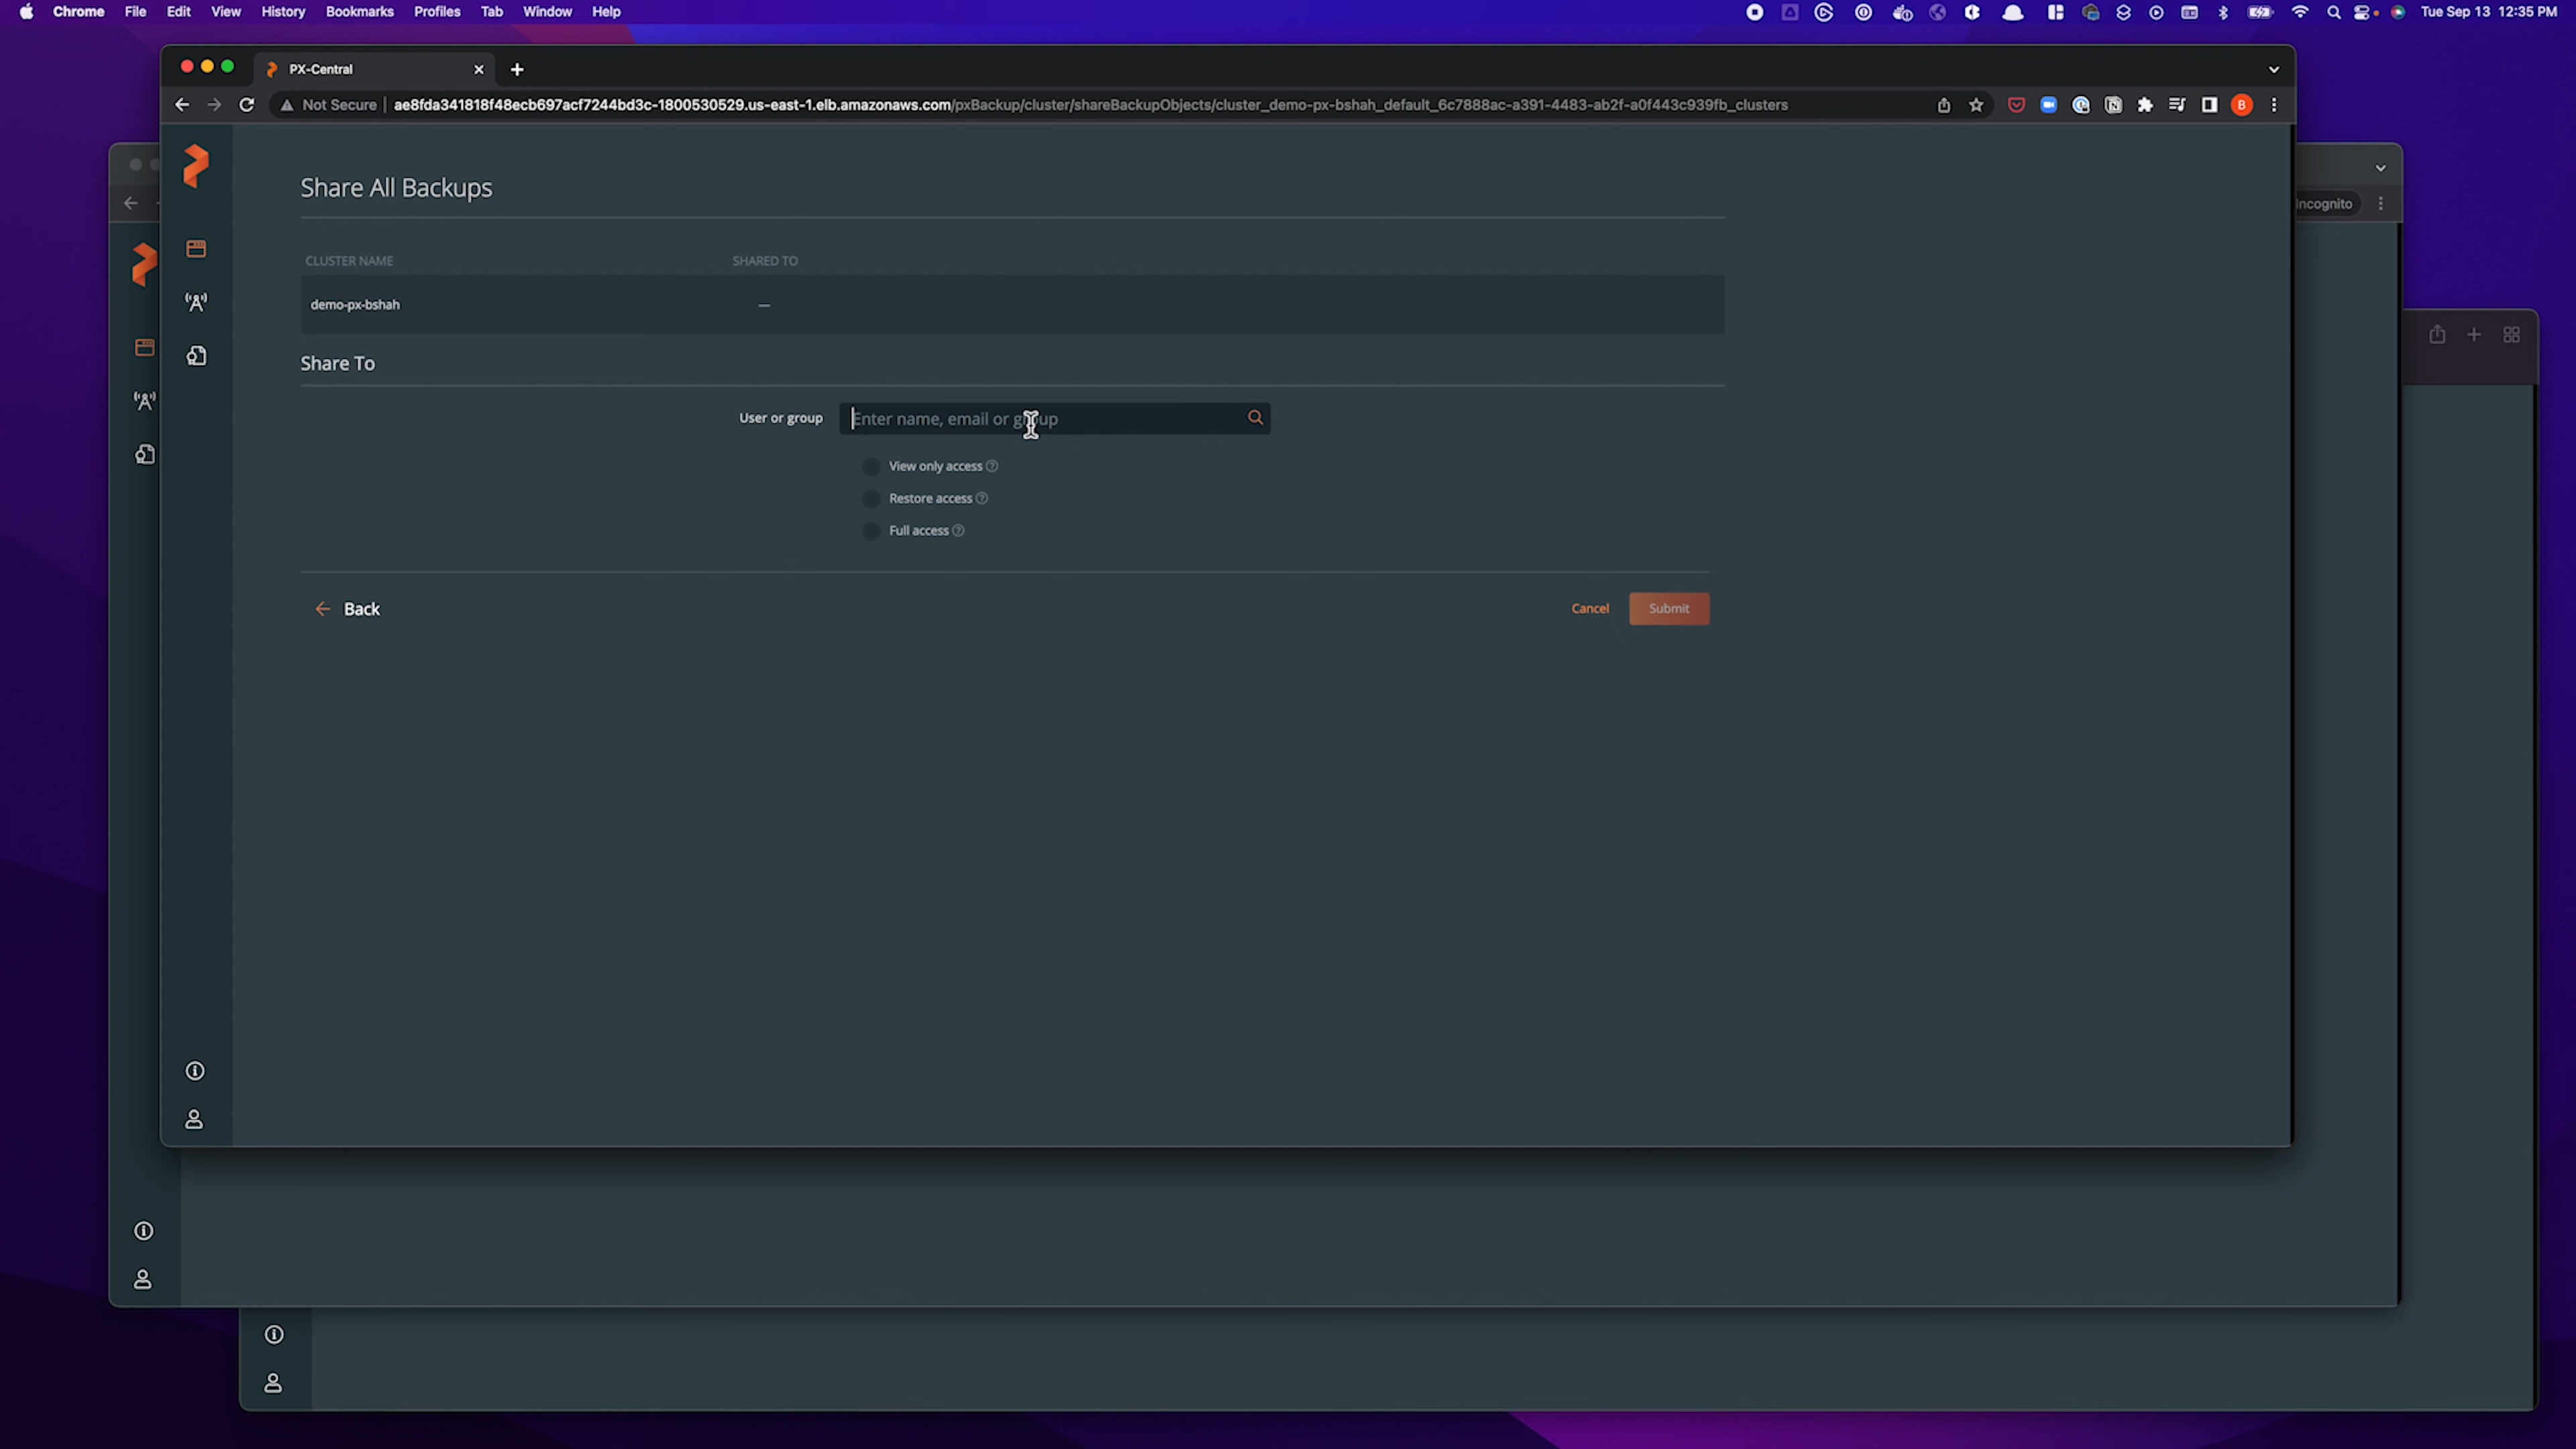 Chrome File Edit View History Bookmarks Profiles Tab Window Help Tue Sep 13 12:35 PM
PX-Central
Not Secure ae8fda341818f48ecb697acf7244bd3c-1800530529.us-east-1.elb.amazonaws.com/pxBackup/cluster/shareBackupObjects/cluster_demo-px-bshah_default_6c7888ac-a391-4483-ab2f-a0f443c939fb_clusters B
Incognito
Share All Backups
CLUSTER NAME SHARED TO
demo-px-bshah —
Share To
User or group Enter name, email or group
View only access
Restore access
Full access
Back Cancel Submit